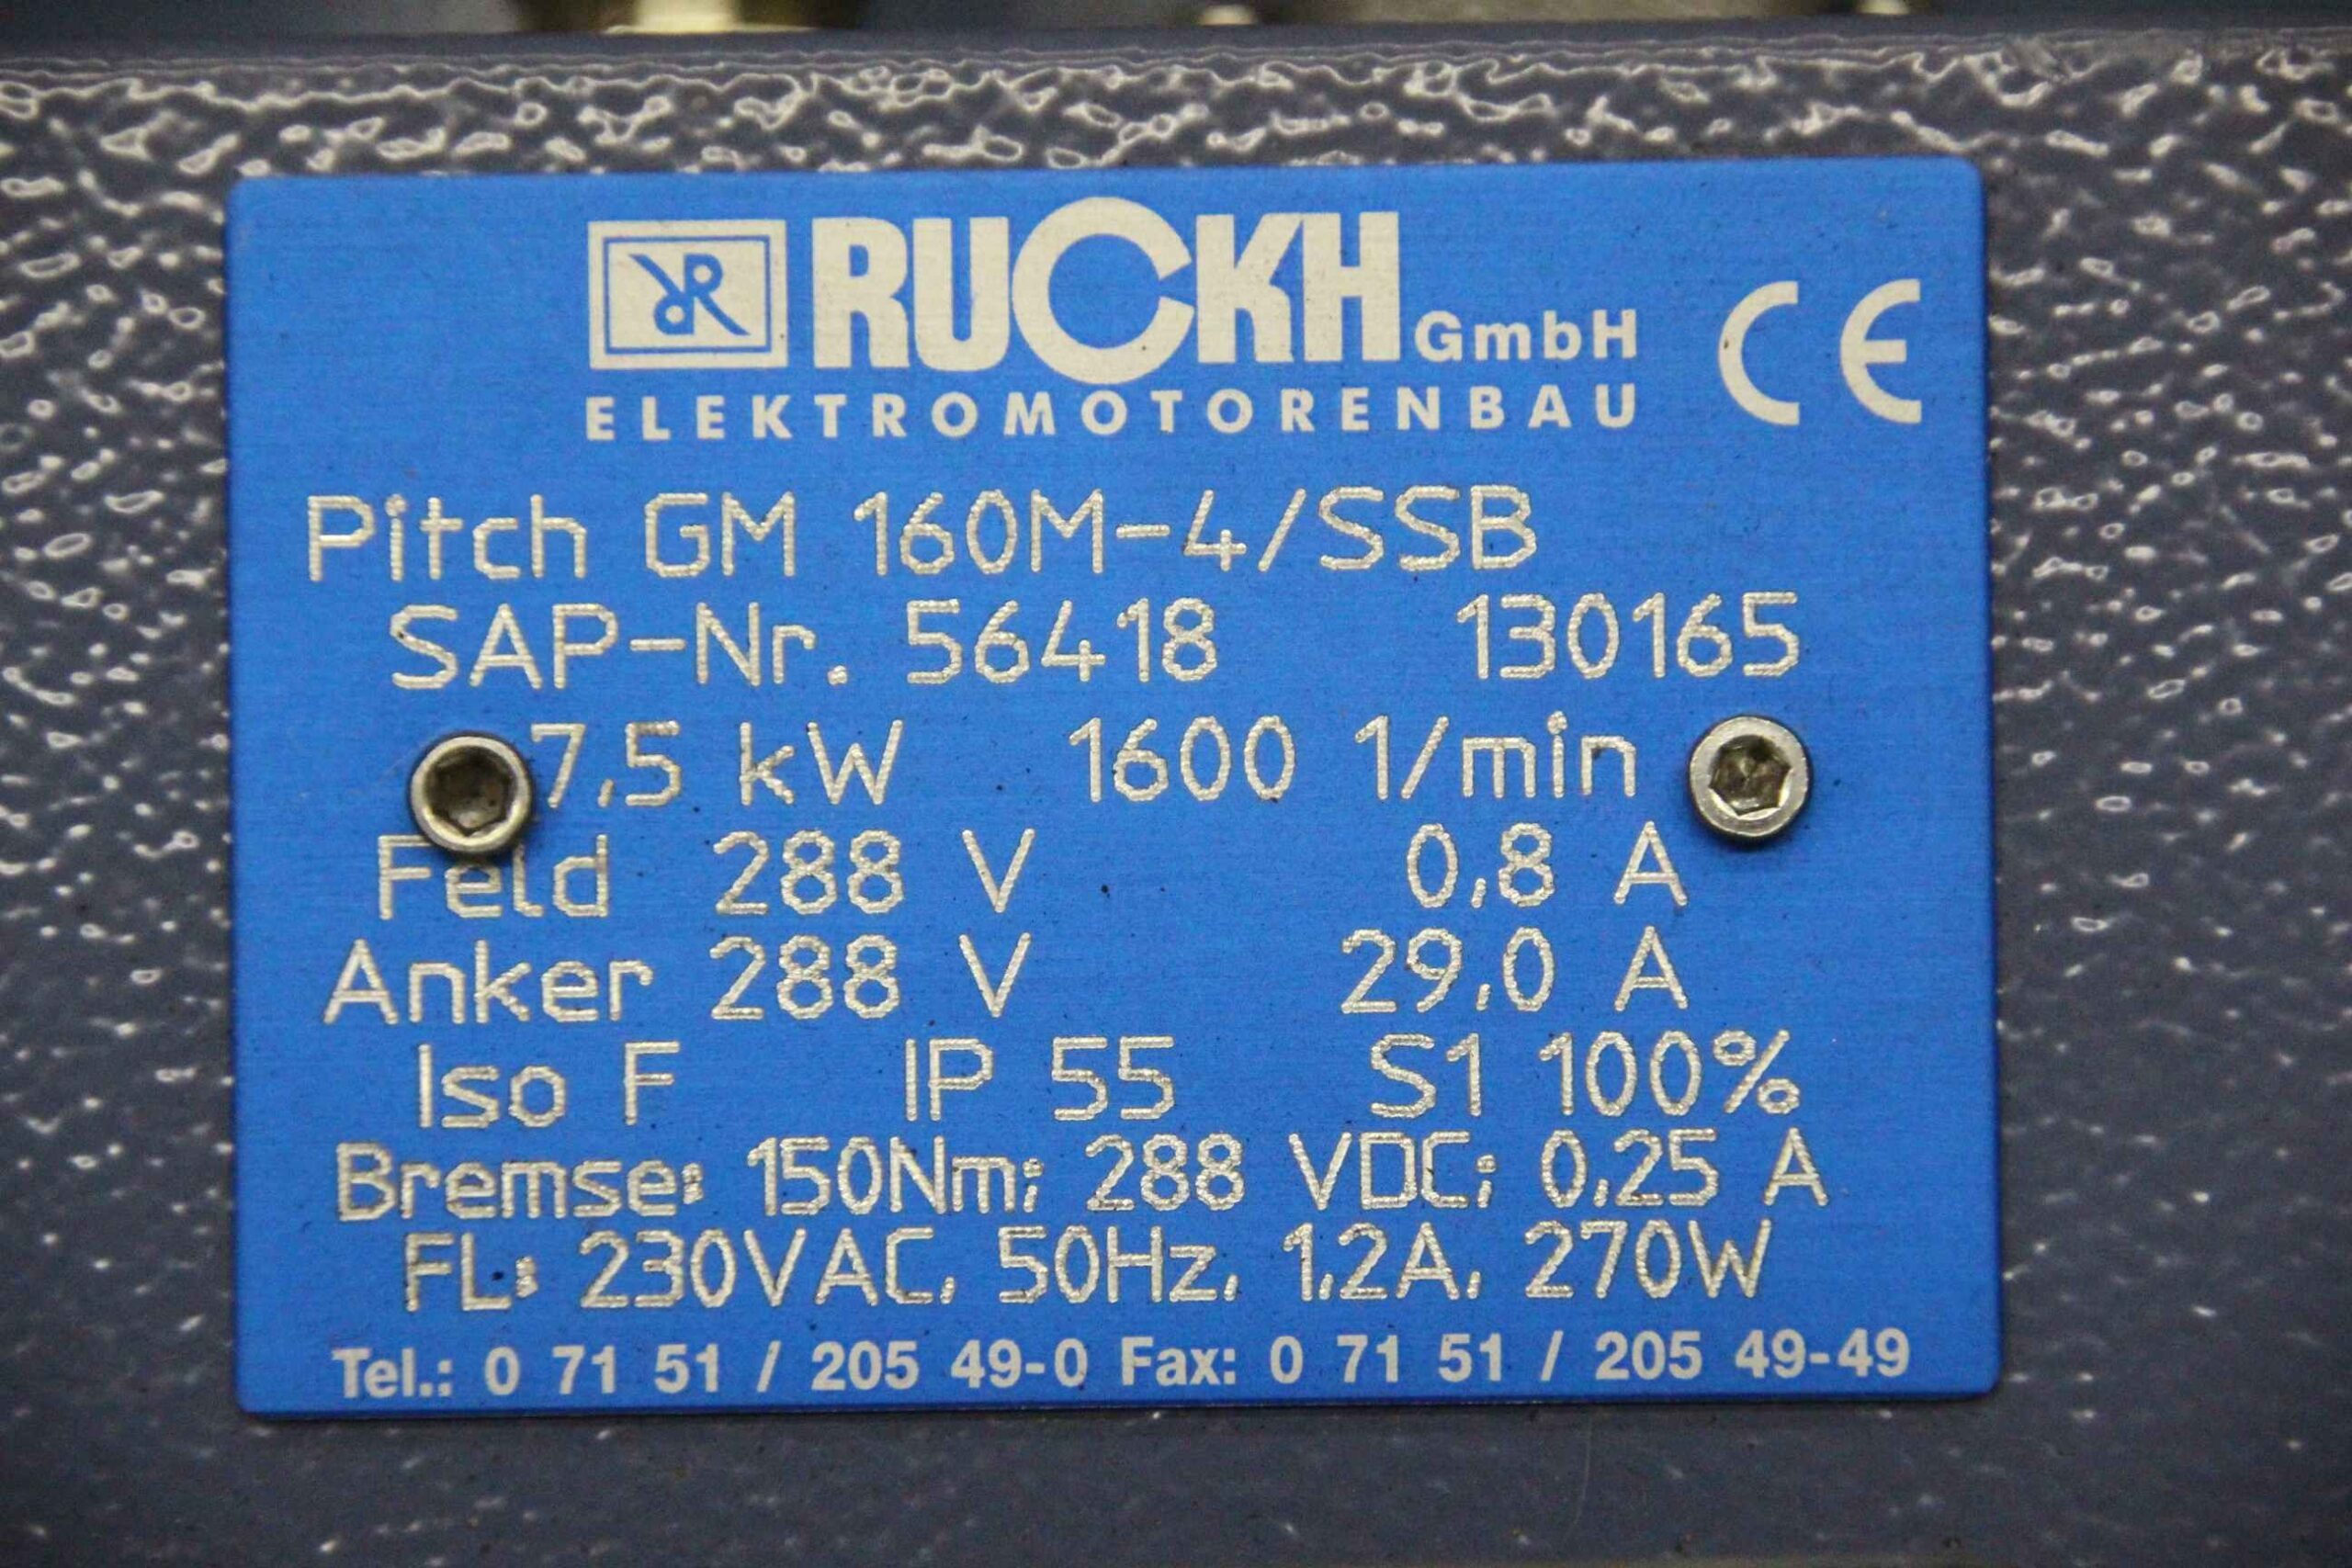 RUCKH GmbH CE
ELEKTROMOTORENBAU
Pitch GM 160M-4/SSB
SAP-Nr. 56418 130165
7,5 kW 1600 1/min
Feld 288 V 0,8 A
Anker 288 V 29,0 A
Iso F IP 55 S1 100%
Bremse: 150Nm; 288 VDC; 0,25 A
FL: 230VAC, 50Hz, 1,2A, 270W
Tel.: 0 71 51 / 205 49-0 Fax: 0 71 51 / 205 49-49